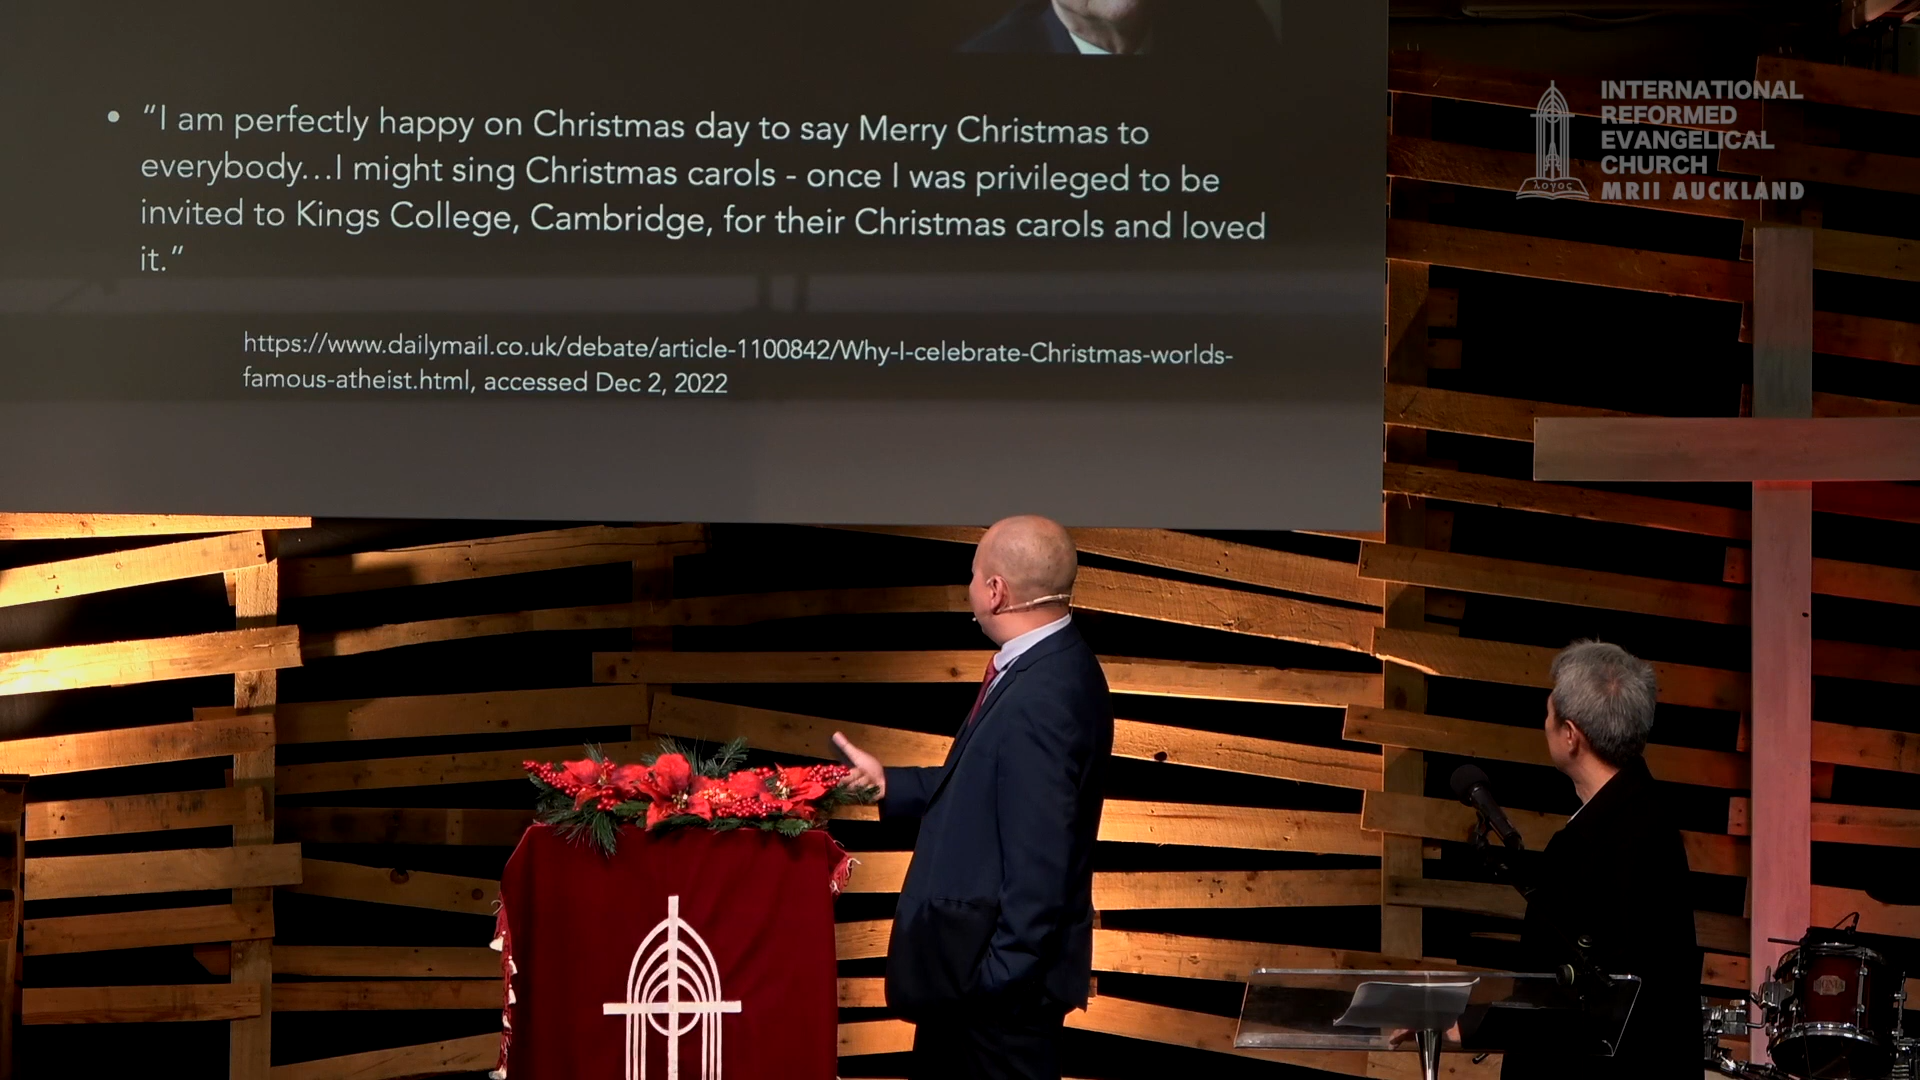 • “I am perfectly happy on Christmas day to say Merry Christmas to
everybody...I might sing Christmas carols - once I was privileged to be
invited to Kings College, Cambridge, for their Christmas carols and loved
it.”
https://www.dailymail.co.uk/debate/article-1100842/Why-I-celebrate-Christmas-worlds-
famous-atheist.html, accessed Dec 2, 2022
INTERNATIONAL
REFORMED
EVANGELICAL
CHURCH
MRII AUCKLAND
λογος